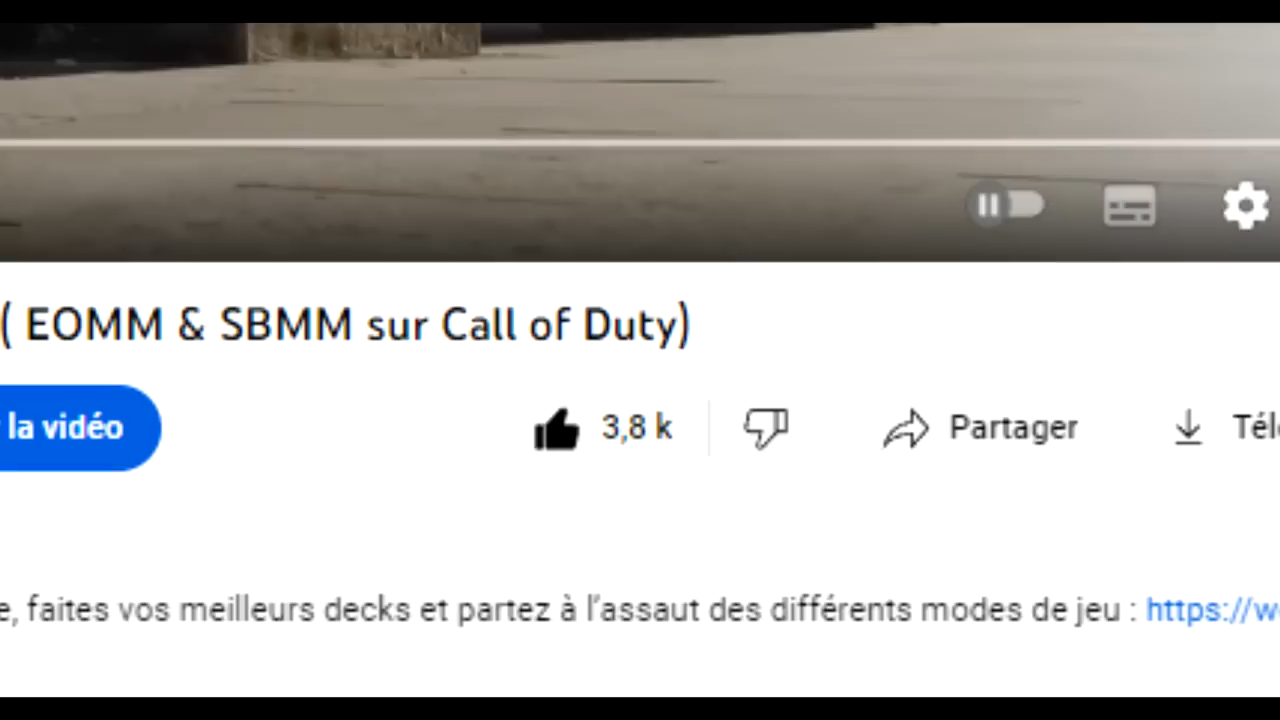 ( EOMM & SBMM sur Call of Duty)
la vidéo
3,8 k
Partager
faites vos meilleurs decks et partez à l'assaut des différents modes de jeu : https://w